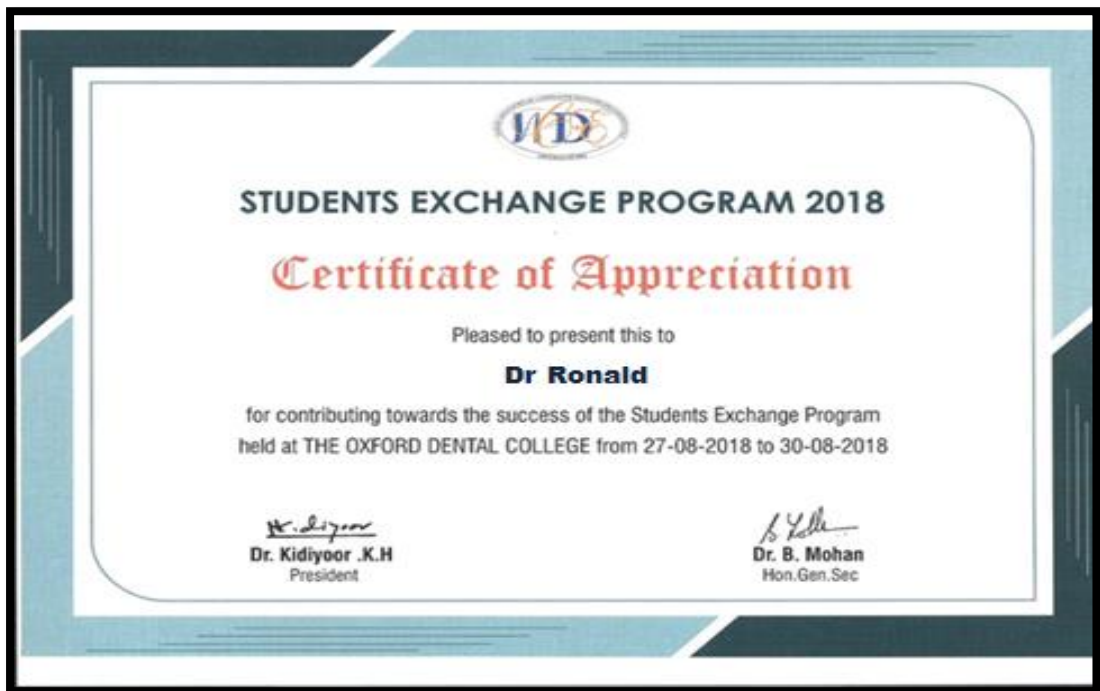 STUDENTS EXCHANGE PROGRAM 2018
Certificate of Appreciation
Pleased to present this to
Dr Ronald
for contributing towards the success of the Students Exchange Program
held at THE OXFORD DENTAL COLLEGE from 27-08-2018 to 30-08-2018
Dr. Kidiyoor .K.H
President
Dr. B. Mohan
Hon.Gen.Sec